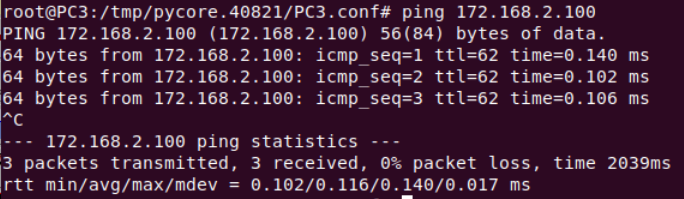 root@PC3:/tmp/pycore.40821/PC3.conf# ping 172.168.2.100
PING 172.168.2.100 (172.168.2.100) 56(84) bytes of data.
64 bytes from 172.168.2.100: icmp_seq=1 ttl=62 time=0.140 ms
64 bytes from 172.168.2.100: icmp_seq=2 ttl=62 time=0.102 ms
64 bytes from 172.168.2.100: icmp_seq=3 ttl=62 time=0.106 ms
^C
--- 172.168.2.100 ping statistics ---
3 packets transmitted, 3 received, 0% packet loss, time 2039ms
rtt min/avg/max/mdev = 0.102/0.116/0.140/0.017 ms